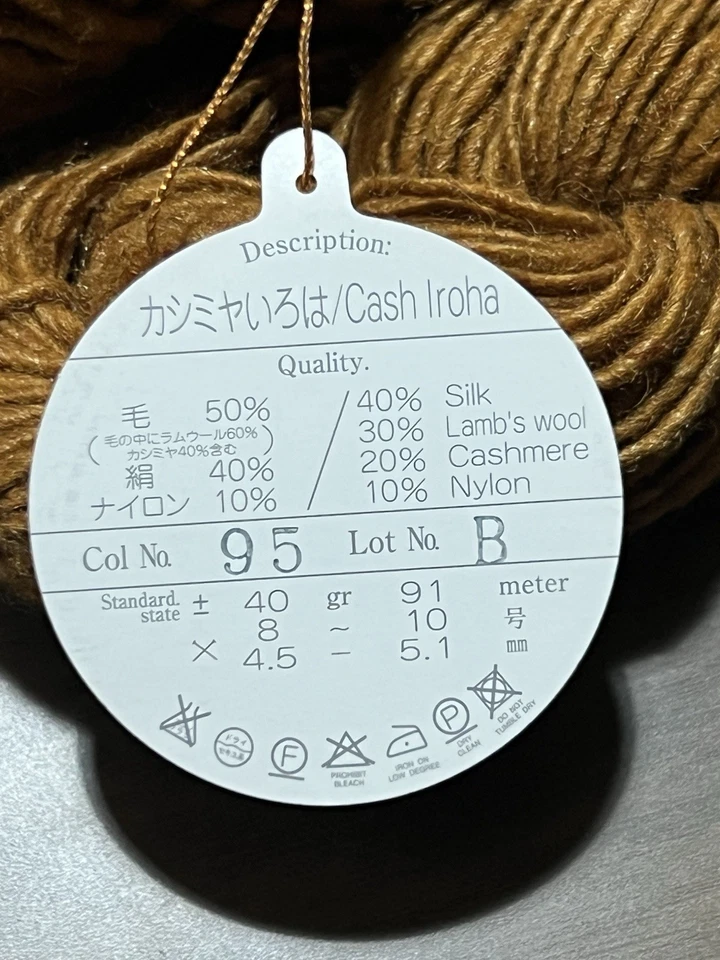 Description:
カシミヤいろは/Cash Iroha
Quality.
毛 50%
(毛の中にラムウール60%
カシミヤ40%含む)
絹 40%
ナイロン 10%
/
40% Silk
30% Lamb's wool
20% Cashmere
10% Nylon
Col No. 95 Lot No. B
Standard. state ± 40 gr 91 meter
8 ~ 10 号
× 4.5 - 5.1 mm
ドライ
セキユ系
F
PROHIBIT
BLEACH
IRON ON
LOW DEGREE
P
DRY
CLEAN
DO NOT
TUMBLE DRY